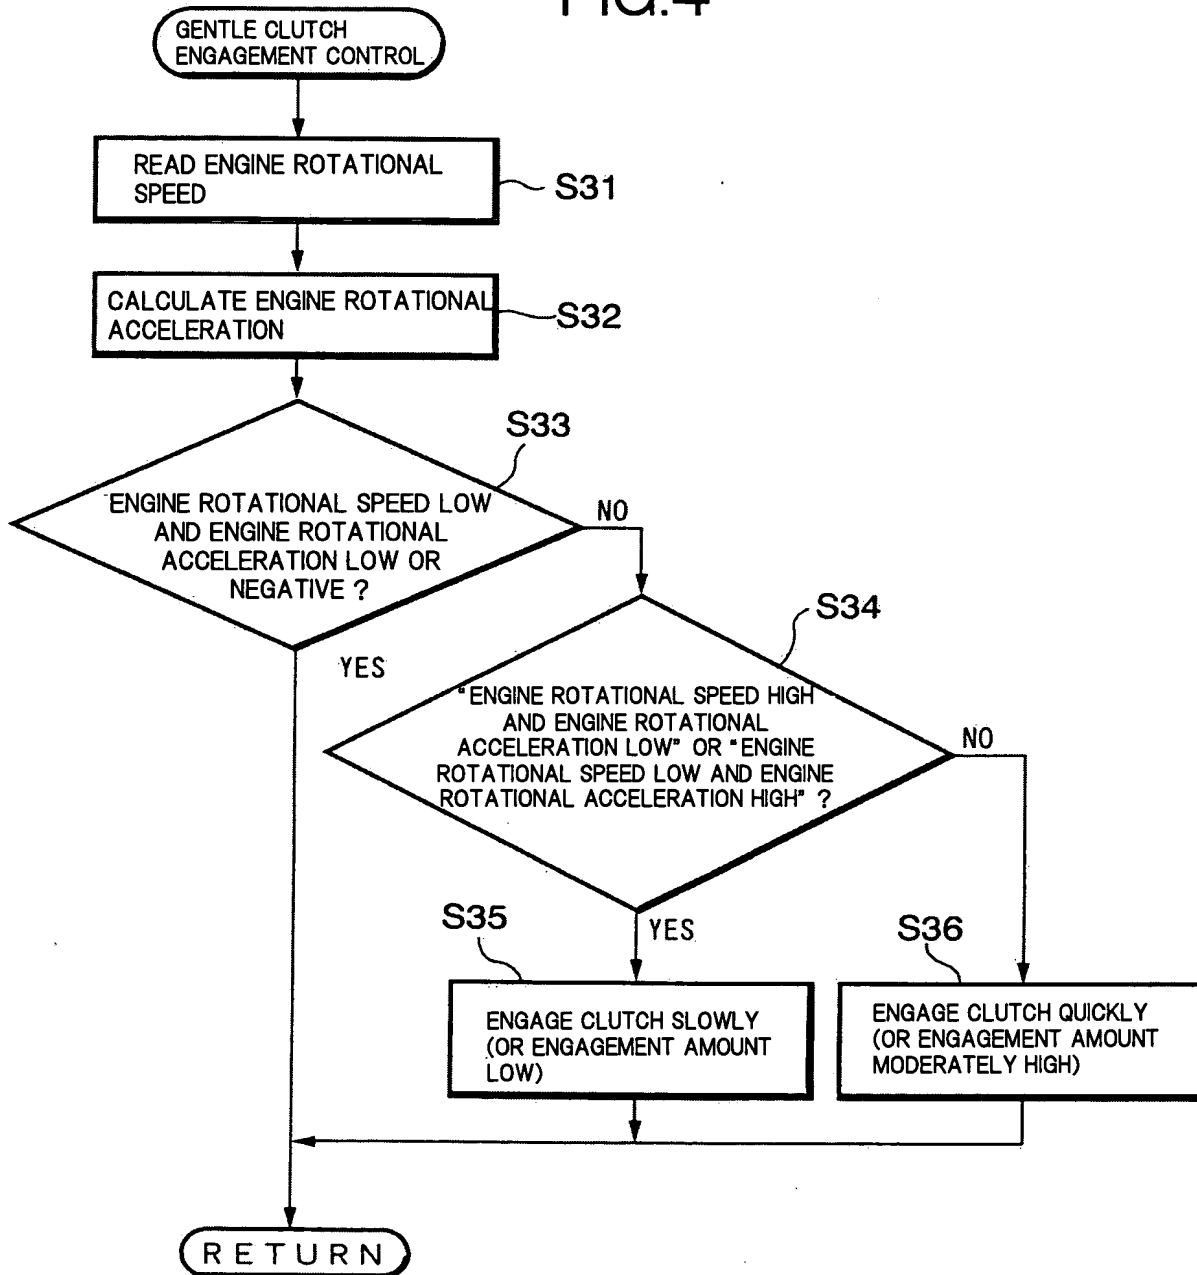 FIG.4
GENTLE CLUTCH
ENGAGEMENT CONTROL
READ ENGINE ROTATIONAL
SPEED
S31
CALCULATE ENGINE ROTATIONAL
ACCELERATION
S32
S33
ENGINE ROTATIONAL SPEED LOW
AND ENGINE ROTATIONAL
ACCELERATION LOW OR
NEGATIVE ?
NO
YES
S34
"ENGINE ROTATIONAL SPEED HIGH
AND ENGINE ROTATIONAL
ACCELERATION LOW" OR "ENGINE
ROTATIONAL SPEED LOW AND ENGINE
ROTATIONAL ACCELERATION HIGH" ?
NO
YES
S35
ENGAGE CLUTCH SLOWLY
(OR ENGAGEMENT AMOUNT
LOW)
S36
ENGAGE CLUTCH QUICKLY
(OR ENGAGEMENT AMOUNT
MODERATELY HIGH)
RETURN